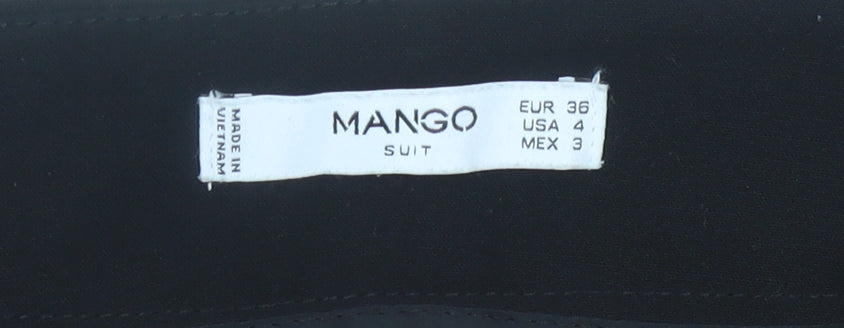 MADE IN
VIETNAM
MANGO
SUIT
EUR 36
USA 4
MEX 3